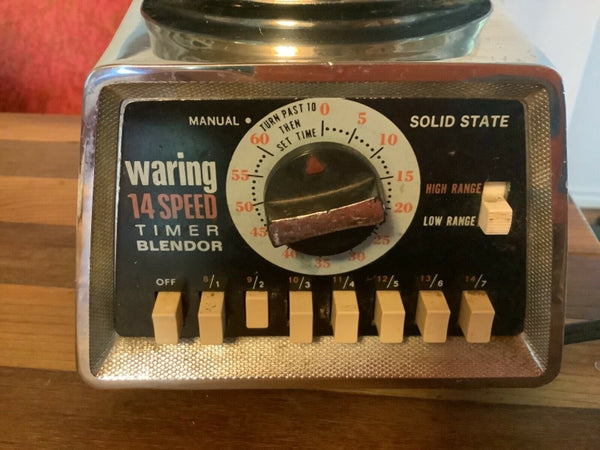 MANUAL •
TURN PAST 10
THEN
SET TIME
0
5
10
15
20
25
30
35
40
45
50
55
60
SOLID STATE
waring
14 SPEED
TIMER
BLENDOR
HIGH RANGE
LOW RANGE
OFF 8/1 9/2 10/3 11/4 12/5 13/6 14/7